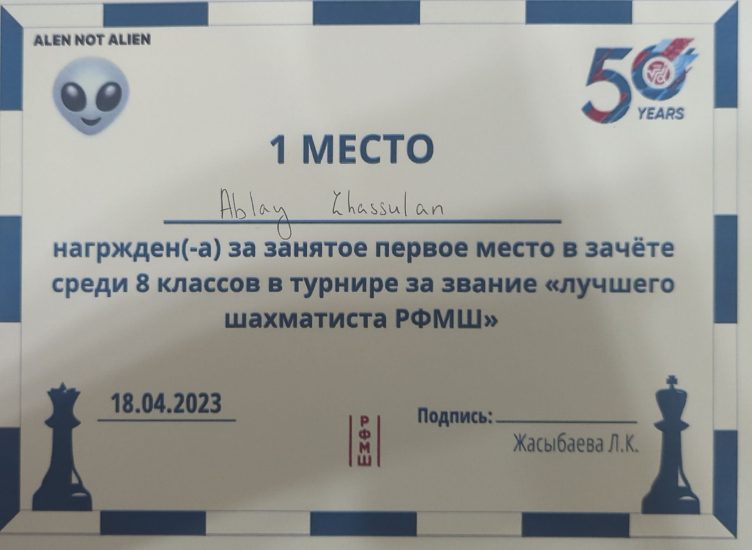 ALEN NOT ALIEN
50
YEARS
1 МЕСТО
Ablay Zhassulan
нагржден(-а) за занятое первое место в зачёте
среди 8 классов в турнире за звание «лучшего
шахматиста РФМШ»
18.04.2023
РФМШ
Подпись:
Жасыбаева Л.К.